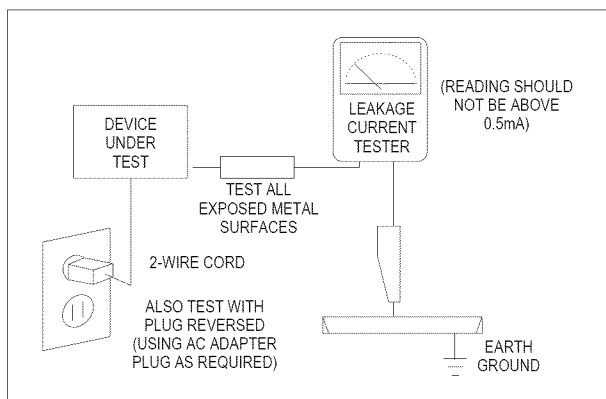 DEVICE
UNDER
TEST
LEAKAGE
CURRENT
TESTER
(READING SHOULD
NOT BE ABOVE
0.5mA)
TEST ALL
EXPOSED METAL
SURFACES
2-WIRE CORD
ALSO TEST WITH
PLUG REVERSED
(USING AC ADAPTER
PLUG AS REQUIRED)
EARTH
GROUND